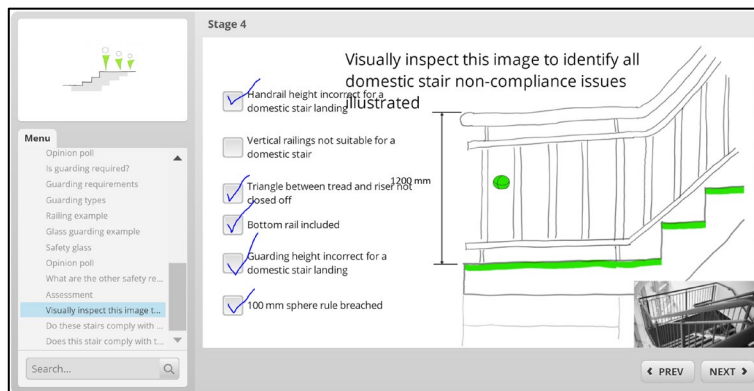 Stage 4
Visually inspect this image to identify all
domestic stair non-compliance issues
illustrated
Handrail height incorrect for a
domestic stair landing
Vertical railings not suitable for a
domestic stair
Triangle between tread and riser not
closed off
Bottom rail included
Guarding height incorrect for a
domestic stair landing
100 mm sphere rule breached
1200 mm
Menu
Opinion poll
Is guarding required?
Guarding requirements
Guarding types
Railing example
Glass guarding example
Safety glass
Opinion poll
What are the other safety re...
Assessment
Visually inspect this image t...
Do these stairs comply with ...
Does this stair comply with t...
Search...
PREV
NEXT